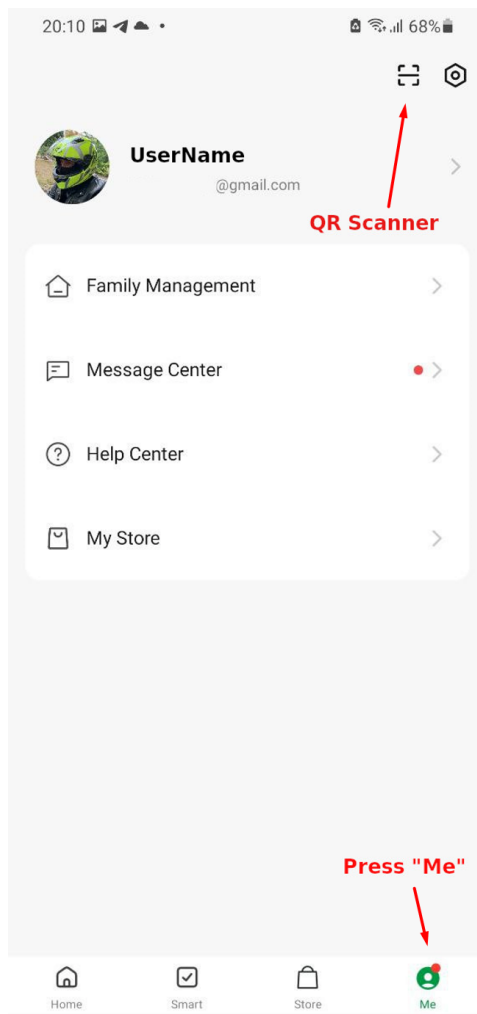 20:10 68%
UserName
@gmail.com
QR Scanner
Family Management
Message Center
Help Center
My Store
Press "Me"
Home Smart Store Me